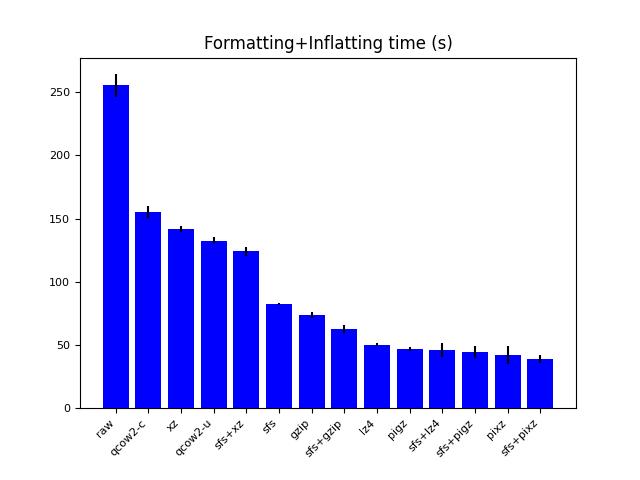 Formatting+Inflatting time (s)
250
200
150
100
50
0
raw
qcow2-c
xz
qcow2-u
sfs+xz
sfs
gzip
sfs+gzip
lz4
pigz
sfs+lz4
sfs+pigz
pixz
sfs+pixz